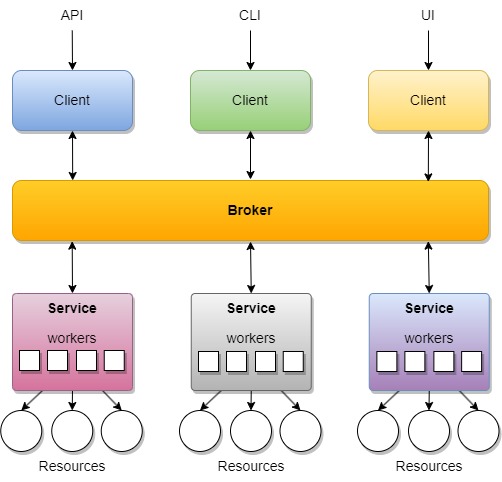 API CLI UI
Client Client Client
Broker
Service Service Service
workers workers workers
Resources Resources Resources